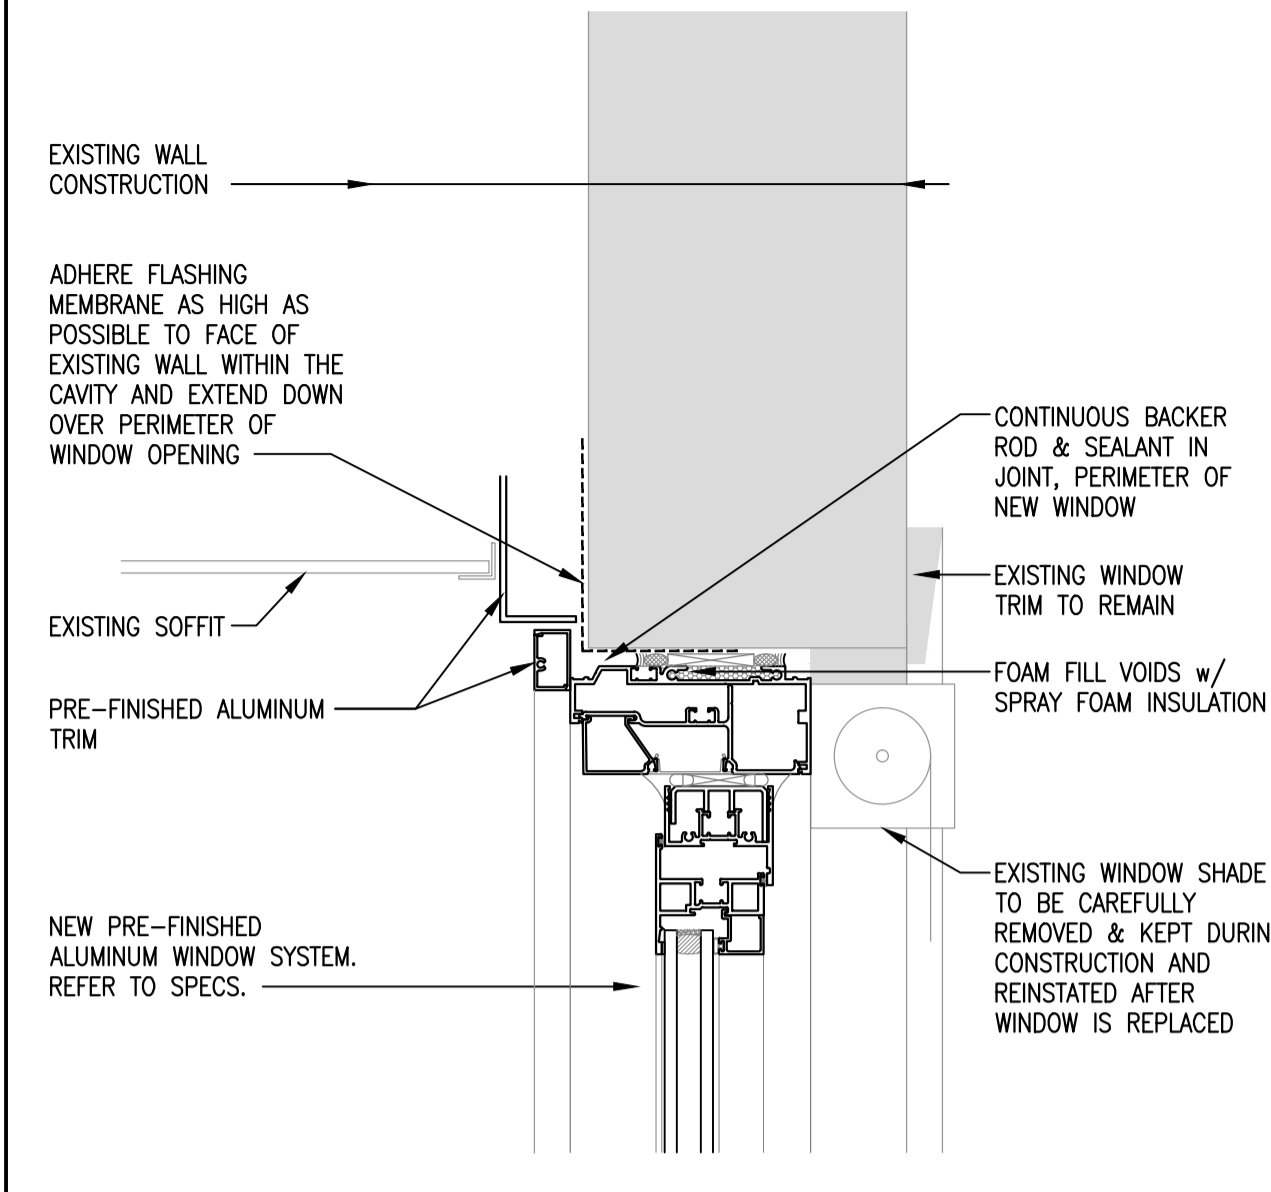 EXISTING WALL
CONSTRUCTION
ADHERE FLASHING
MEMBRANE AS HIGH AS
POSSIBLE TO FACE OF
EXISTING WALL WITHIN THE
CAVITY AND EXTEND DOWN
OVER PERIMETER OF
WINDOW OPENING
EXISTING SOFFIT
PRE-FINISHED ALUMINUM
TRIM
NEW PRE-FINISHED
ALUMINUM WINDOW SYSTEM.
REFER TO SPECS.
CONTINUOUS BACKER
ROD & SEALANT IN
JOINT, PERIMETER OF
NEW WINDOW
EXISTING WINDOW
TRIM TO REMAIN
FOAM FILL VOIDS w/
SPRAY FOAM INSULATION
EXISTING WINDOW SHADE
TO BE CAREFULLY
REMOVED & KEPT DURIN
CONSTRUCTION AND
REINSTATED AFTER
WINDOW IS REPLACED